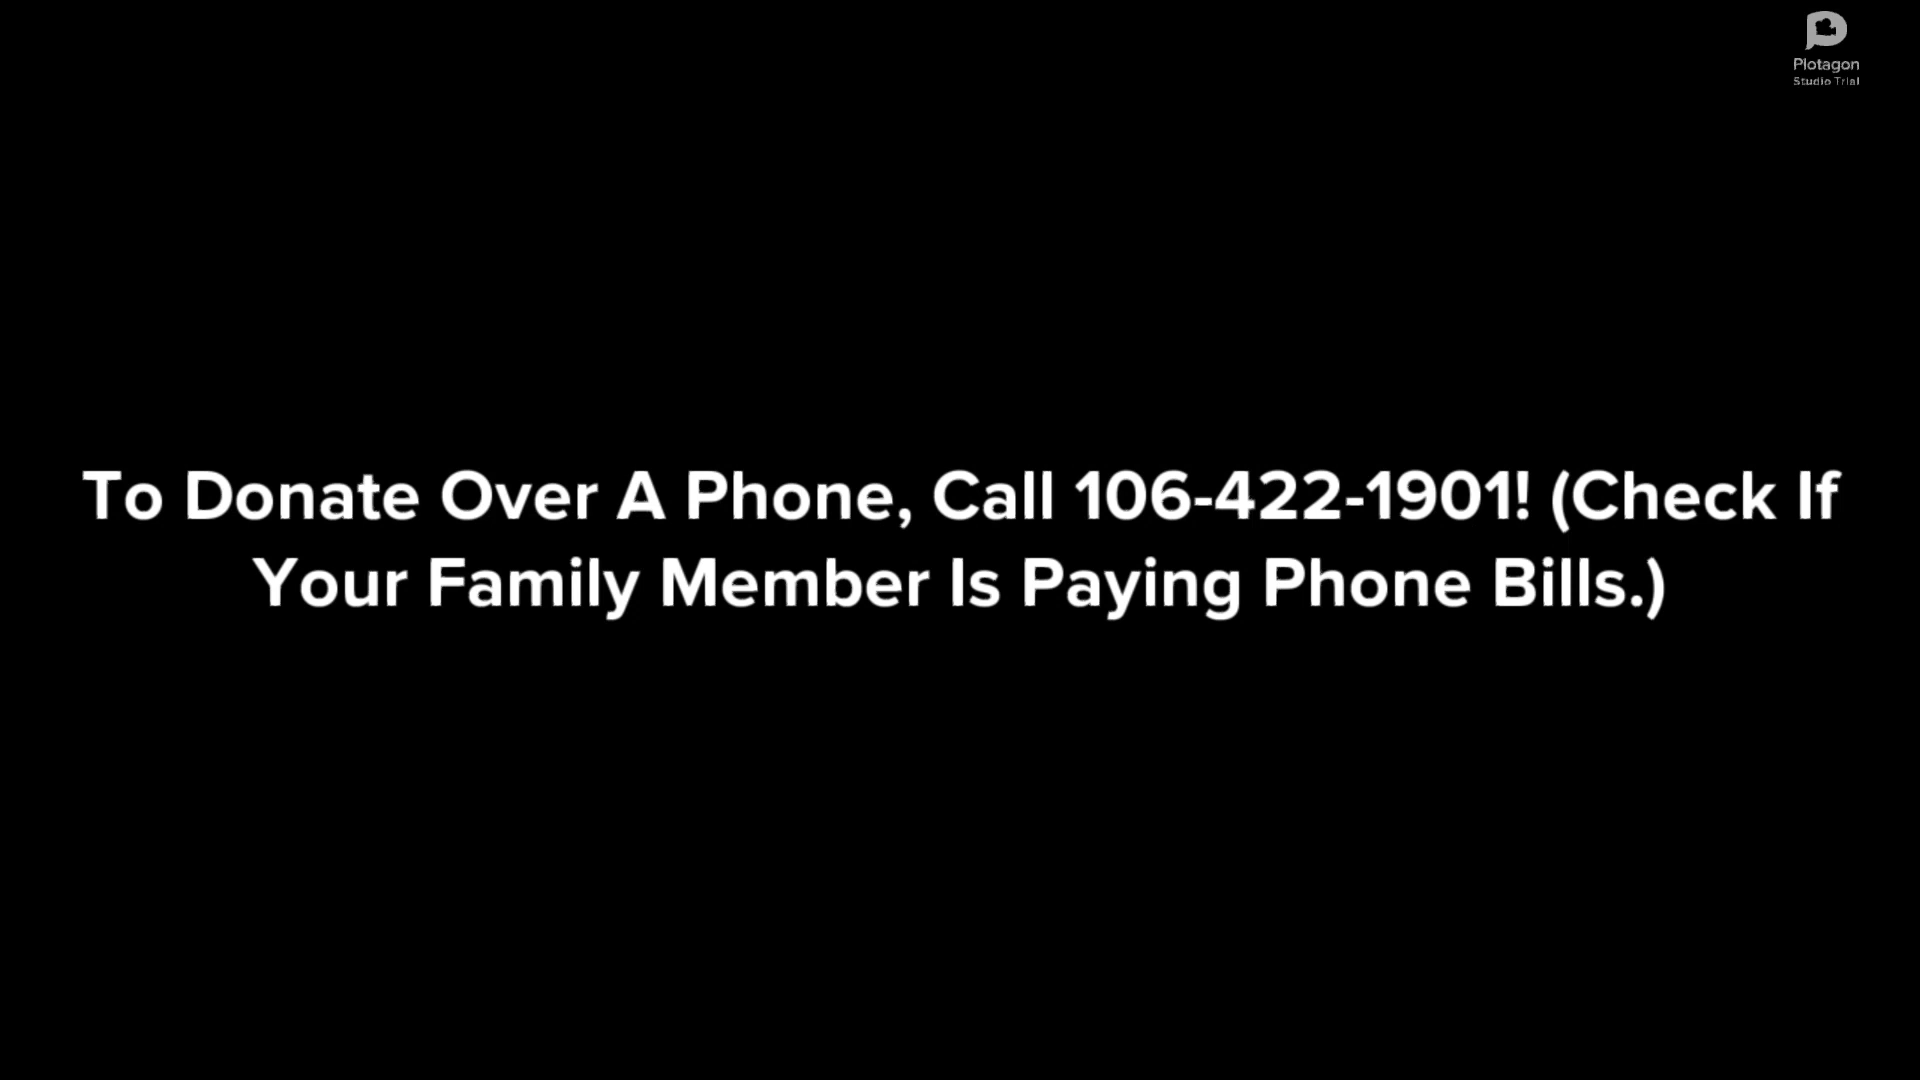 Plotagon
Studio Trial
To Donate Over A Phone, Call 106-422-1901! (Check If
Your Family Member Is Paying Phone Bills.)